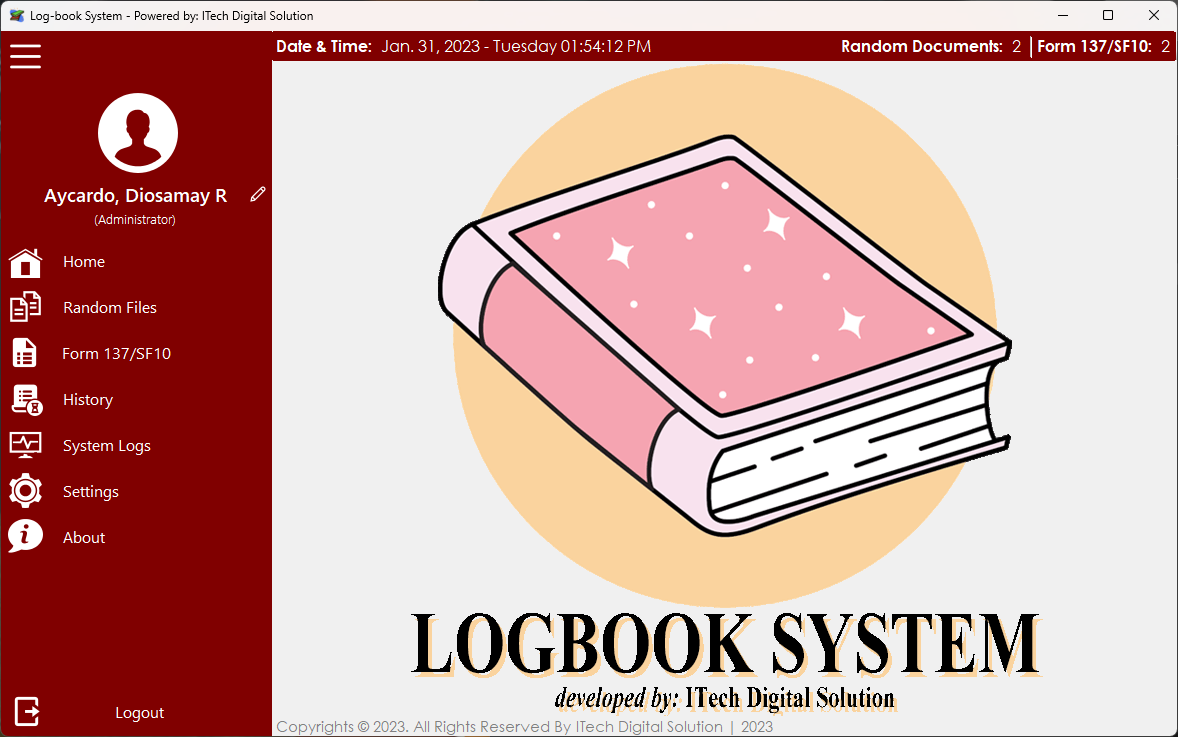 Log-book System - Powered by: ITech Digital Solution
Date & Time: Jan. 31, 2023 - Tuesday 01:54:12 PM
Random Documents: 2
Form 137/SF10: 2
Aycardo, Diosamay R
(Administrator)
Home
Random Files
Form 137/SF10
History
System Logs
Settings
About
Logout
LOGBOOK SYSTEM
developed by: ITech Digital Solution
Copyrights © 2023. All Rights Reserved By ITech Digital Solution | 2023